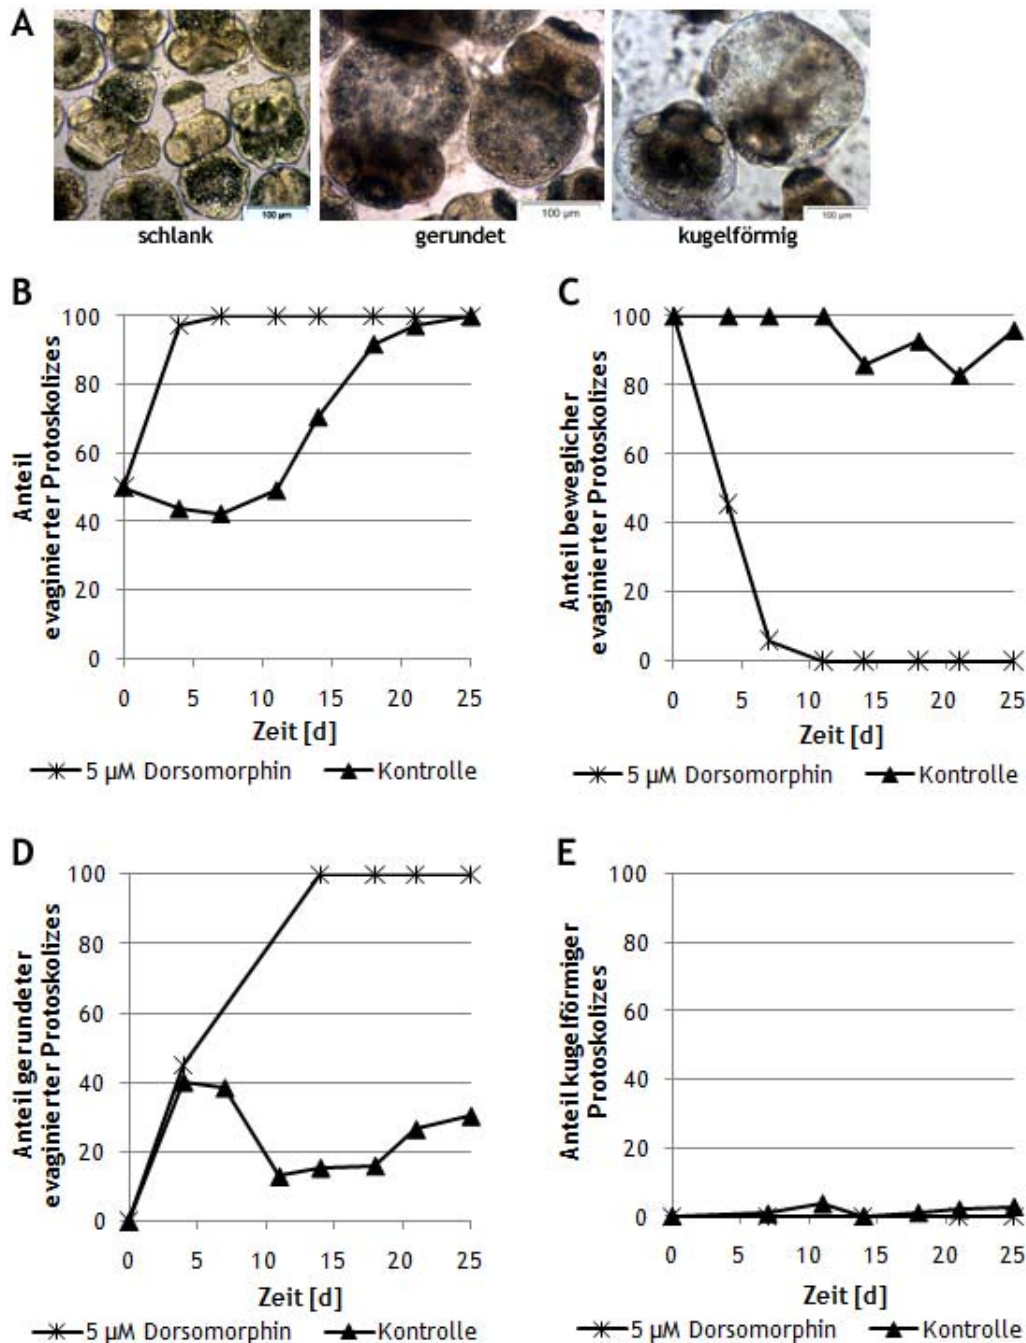 A
100 µm
100 µm
100 µm
schlank
gerundet
kugelförmig
B
Anteil
evaginierter Protoskolizes
100
80
60
40
20
0
0 5 10 15 20 25
Zeit [d]
5 µM Dorsomorphin Kontrolle
C
Anteil beweglicher
evaginierter Protoskolizes
100
80
60
40
20
0
0 5 10 15 20 25
Zeit [d]
5 µM Dorsomorphin Kontrolle
D
Anteil gerundeter
evaginierter Protoskolizes
100
80
60
40
20
0
0 5 10 15 20 25
Zeit [d]
5 µM Dorsomorphin Kontrolle
E
Anteil kugelförmiger
Protoskolizes
100
80
60
40
20
0
0 5 10 15 20 25
Zeit [d]
5 µM Dorsomorphin Kontrolle